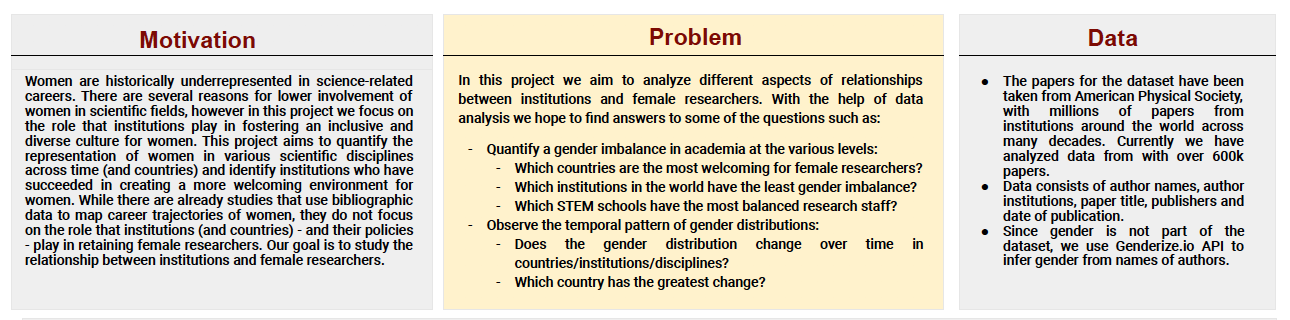 Motivation
Women are historically underrepresented in science-related
careers. There are several reasons for lower involvement of
women in scientific fields, however in this project we focus on
the role that institutions play in fostering an inclusive and
diverse culture for women. This project aims to quantify the
representation of women in various scientific disciplines
across time (and countries) and identify institutions who have
succeeded in creating a more welcoming environment for
women. While there are already studies that use bibliographic
data to map career trajectories of women, they do not focus
on the role that institutions (and countries) - and their policies
- play in retaining female researchers. Our goal is to study the
relationship between institutions and female researchers.
Problem
In this project we aim to analyze different aspects of relationships
between institutions and female researchers. With the help of data
analysis we hope to find answers to some of the questions such as:
- Quantify a gender imbalance in academia at the various levels:
- Which countries are the most welcoming for female researchers?
- Which institutions in the world have the least gender imbalance?
- Which STEM schools have the most balanced research staff?
- Observe the temporal pattern of gender distributions:
- Does the gender distribution change over time in
countries/institutions/disciplines?
- Which country has the greatest change?
Data
● The papers for the dataset have been
taken from American Physical Society,
with millions of papers from
institutions around the world across
many decades. Currently we have
analyzed data from with over 600k
papers.
● Data consists of author names, author
institutions, paper title, publishers and
date of publication.
● Since gender is not part of the
dataset, we use Genderize.io API to
infer gender from names of authors.